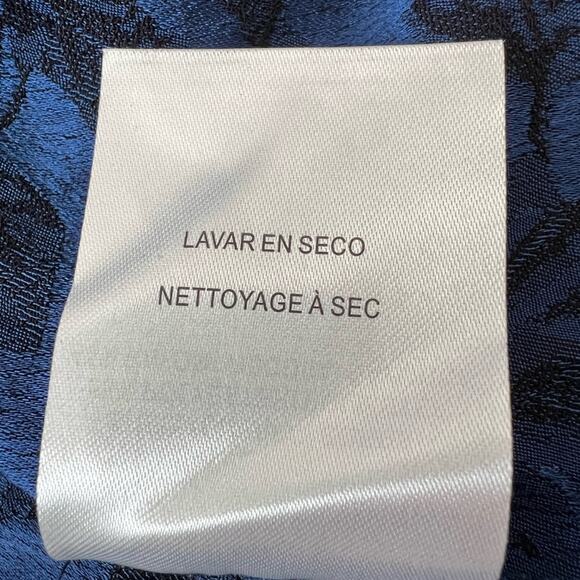 LAVAR EN SECO
NETTOYAGE À SEC